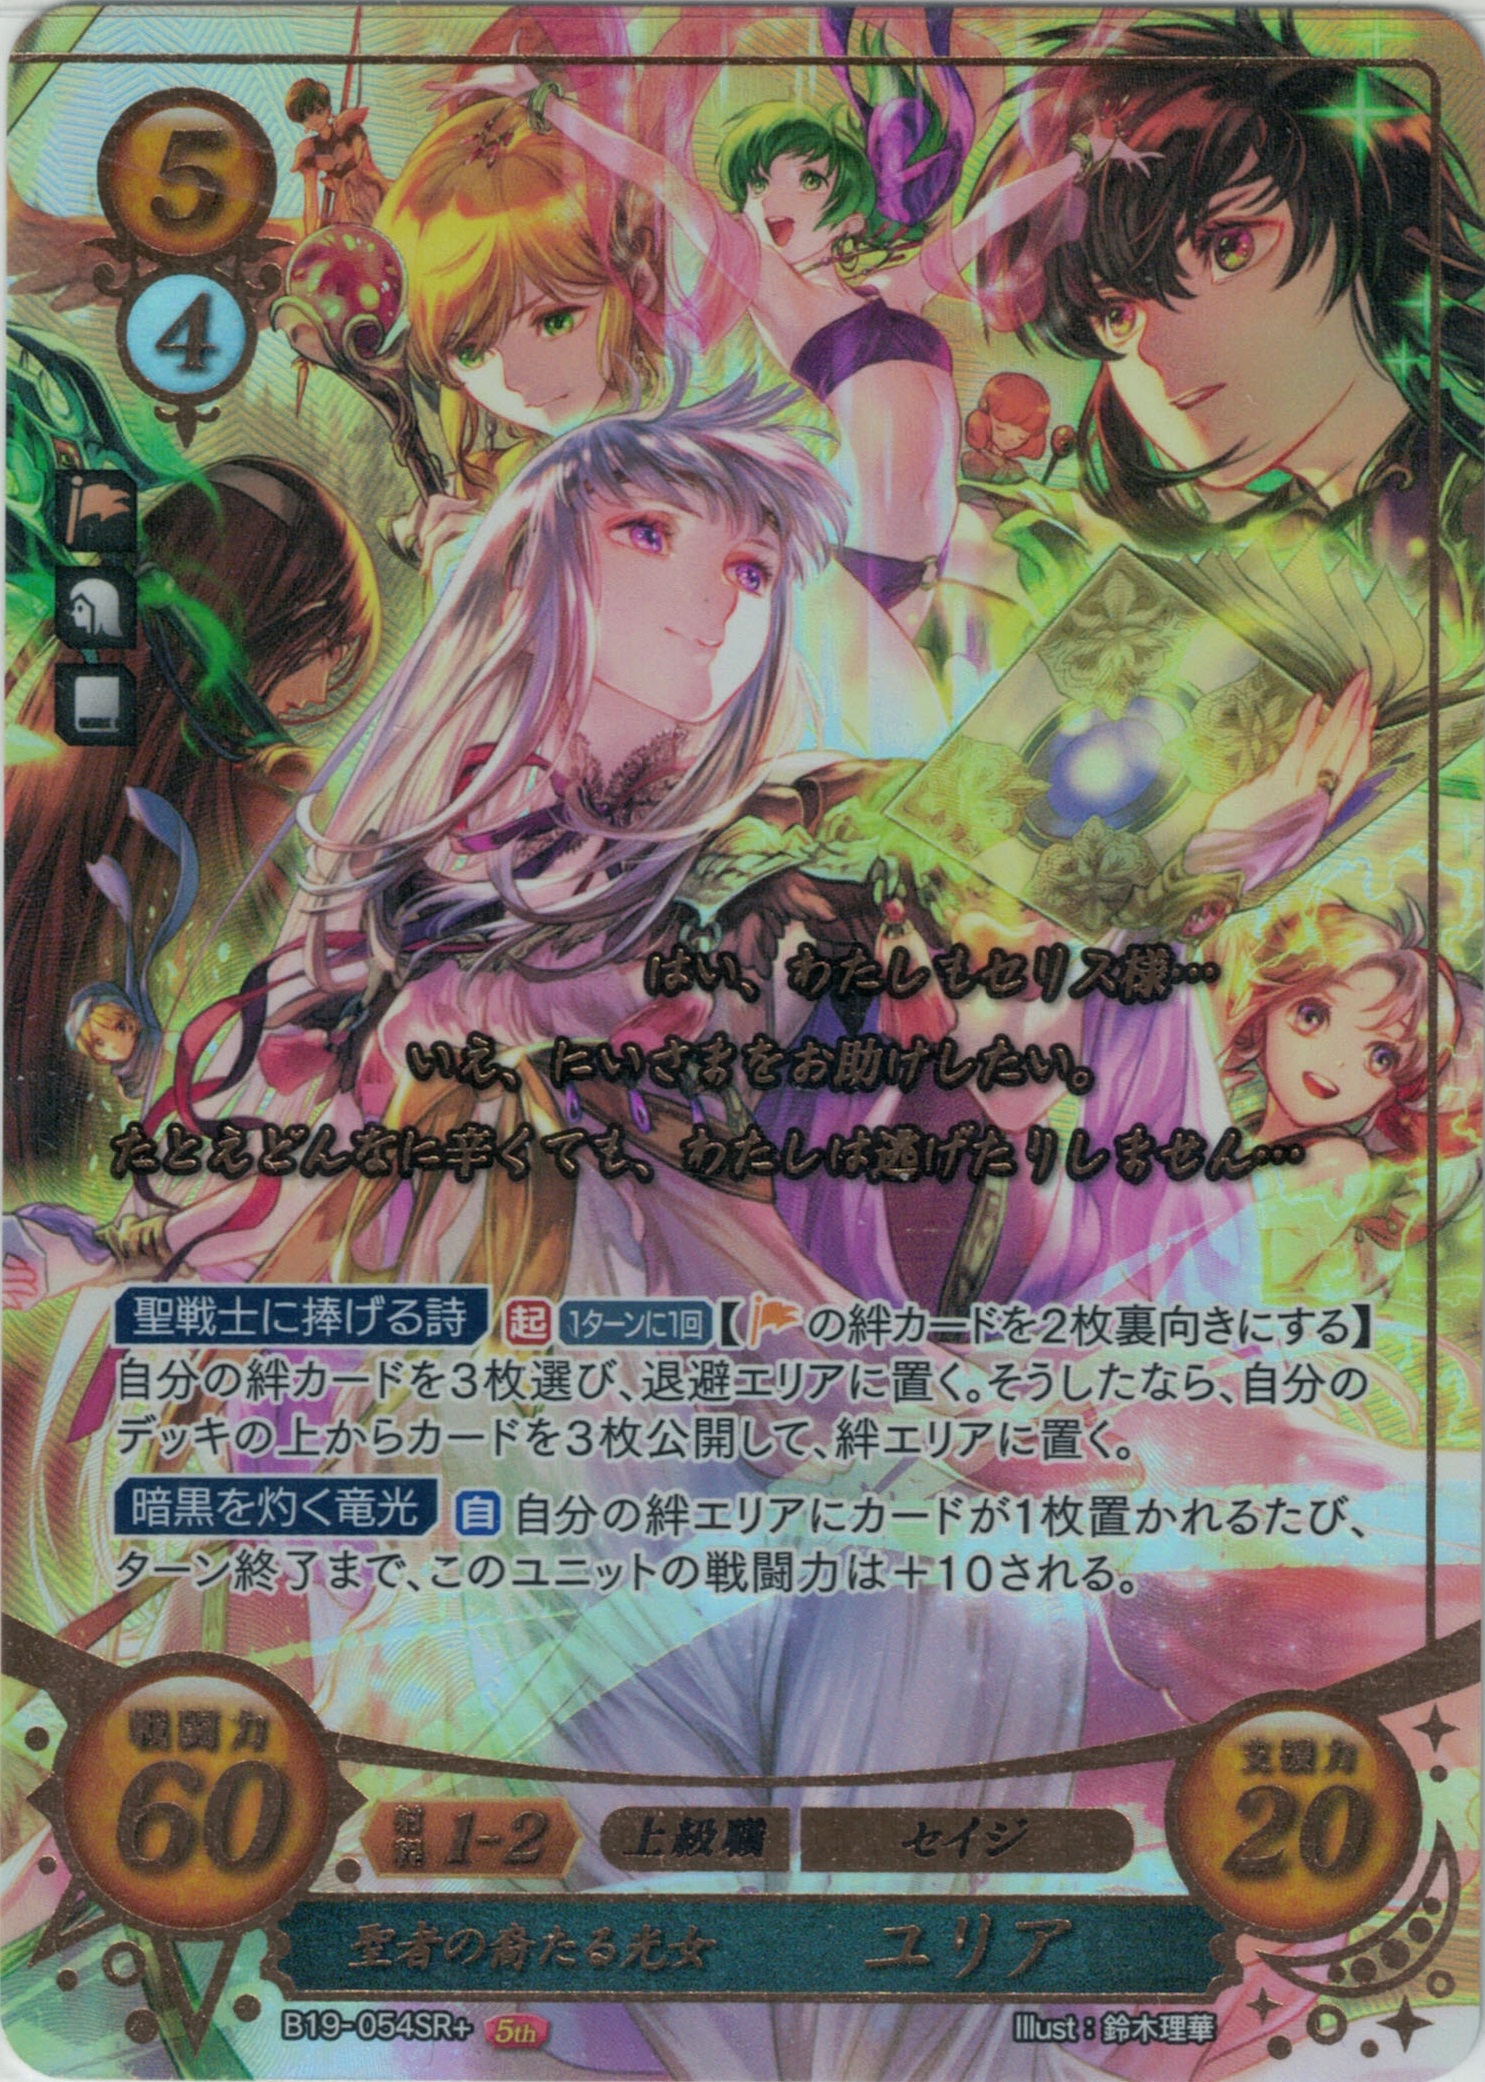 5
4
はい、わたしもセリス様…
いえ、にいさまをお助けしたい。
たとえどんなに辛くても、わたしは逃げたりしません…
聖戦士に捧げる詩 起 1ターンに1回【の絆カードを2枚裏向きにする】
自分の絆カードを3枚選び、退避エリアに置く。そうしたなら、自分の
デッキの上からカードを3枚公開して、絆エリアに置く。
暗黒を灼く竜光 自 自分の絆エリアにカードが1枚置かれるたび、
ターン終了まで、このユニットの戦闘力は+10される。
戦闘力
60
射程 1-2 上級職 セイジ
支援力
20
聖者の裔たる光女 ユリア
B19-054SR+ 5th Illust：鈴木理華